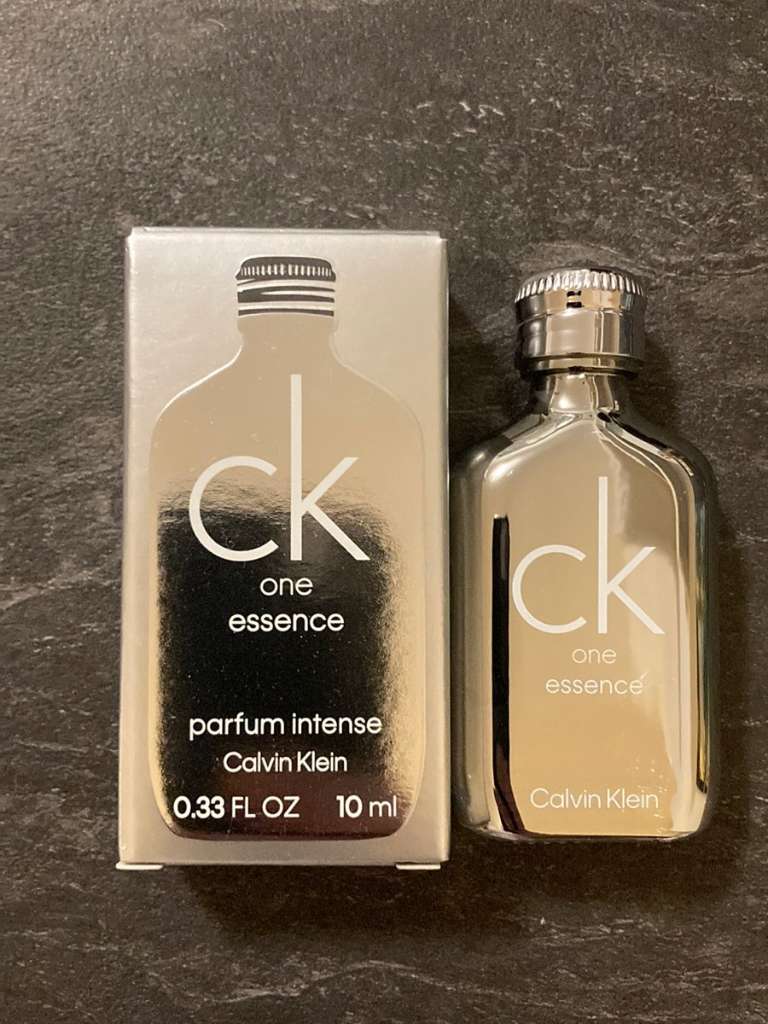 ck
one
essence
parfum intense
Calvin Klein
0.33 FL OZ 10 ml
ck
one
essence
Calvin Klein